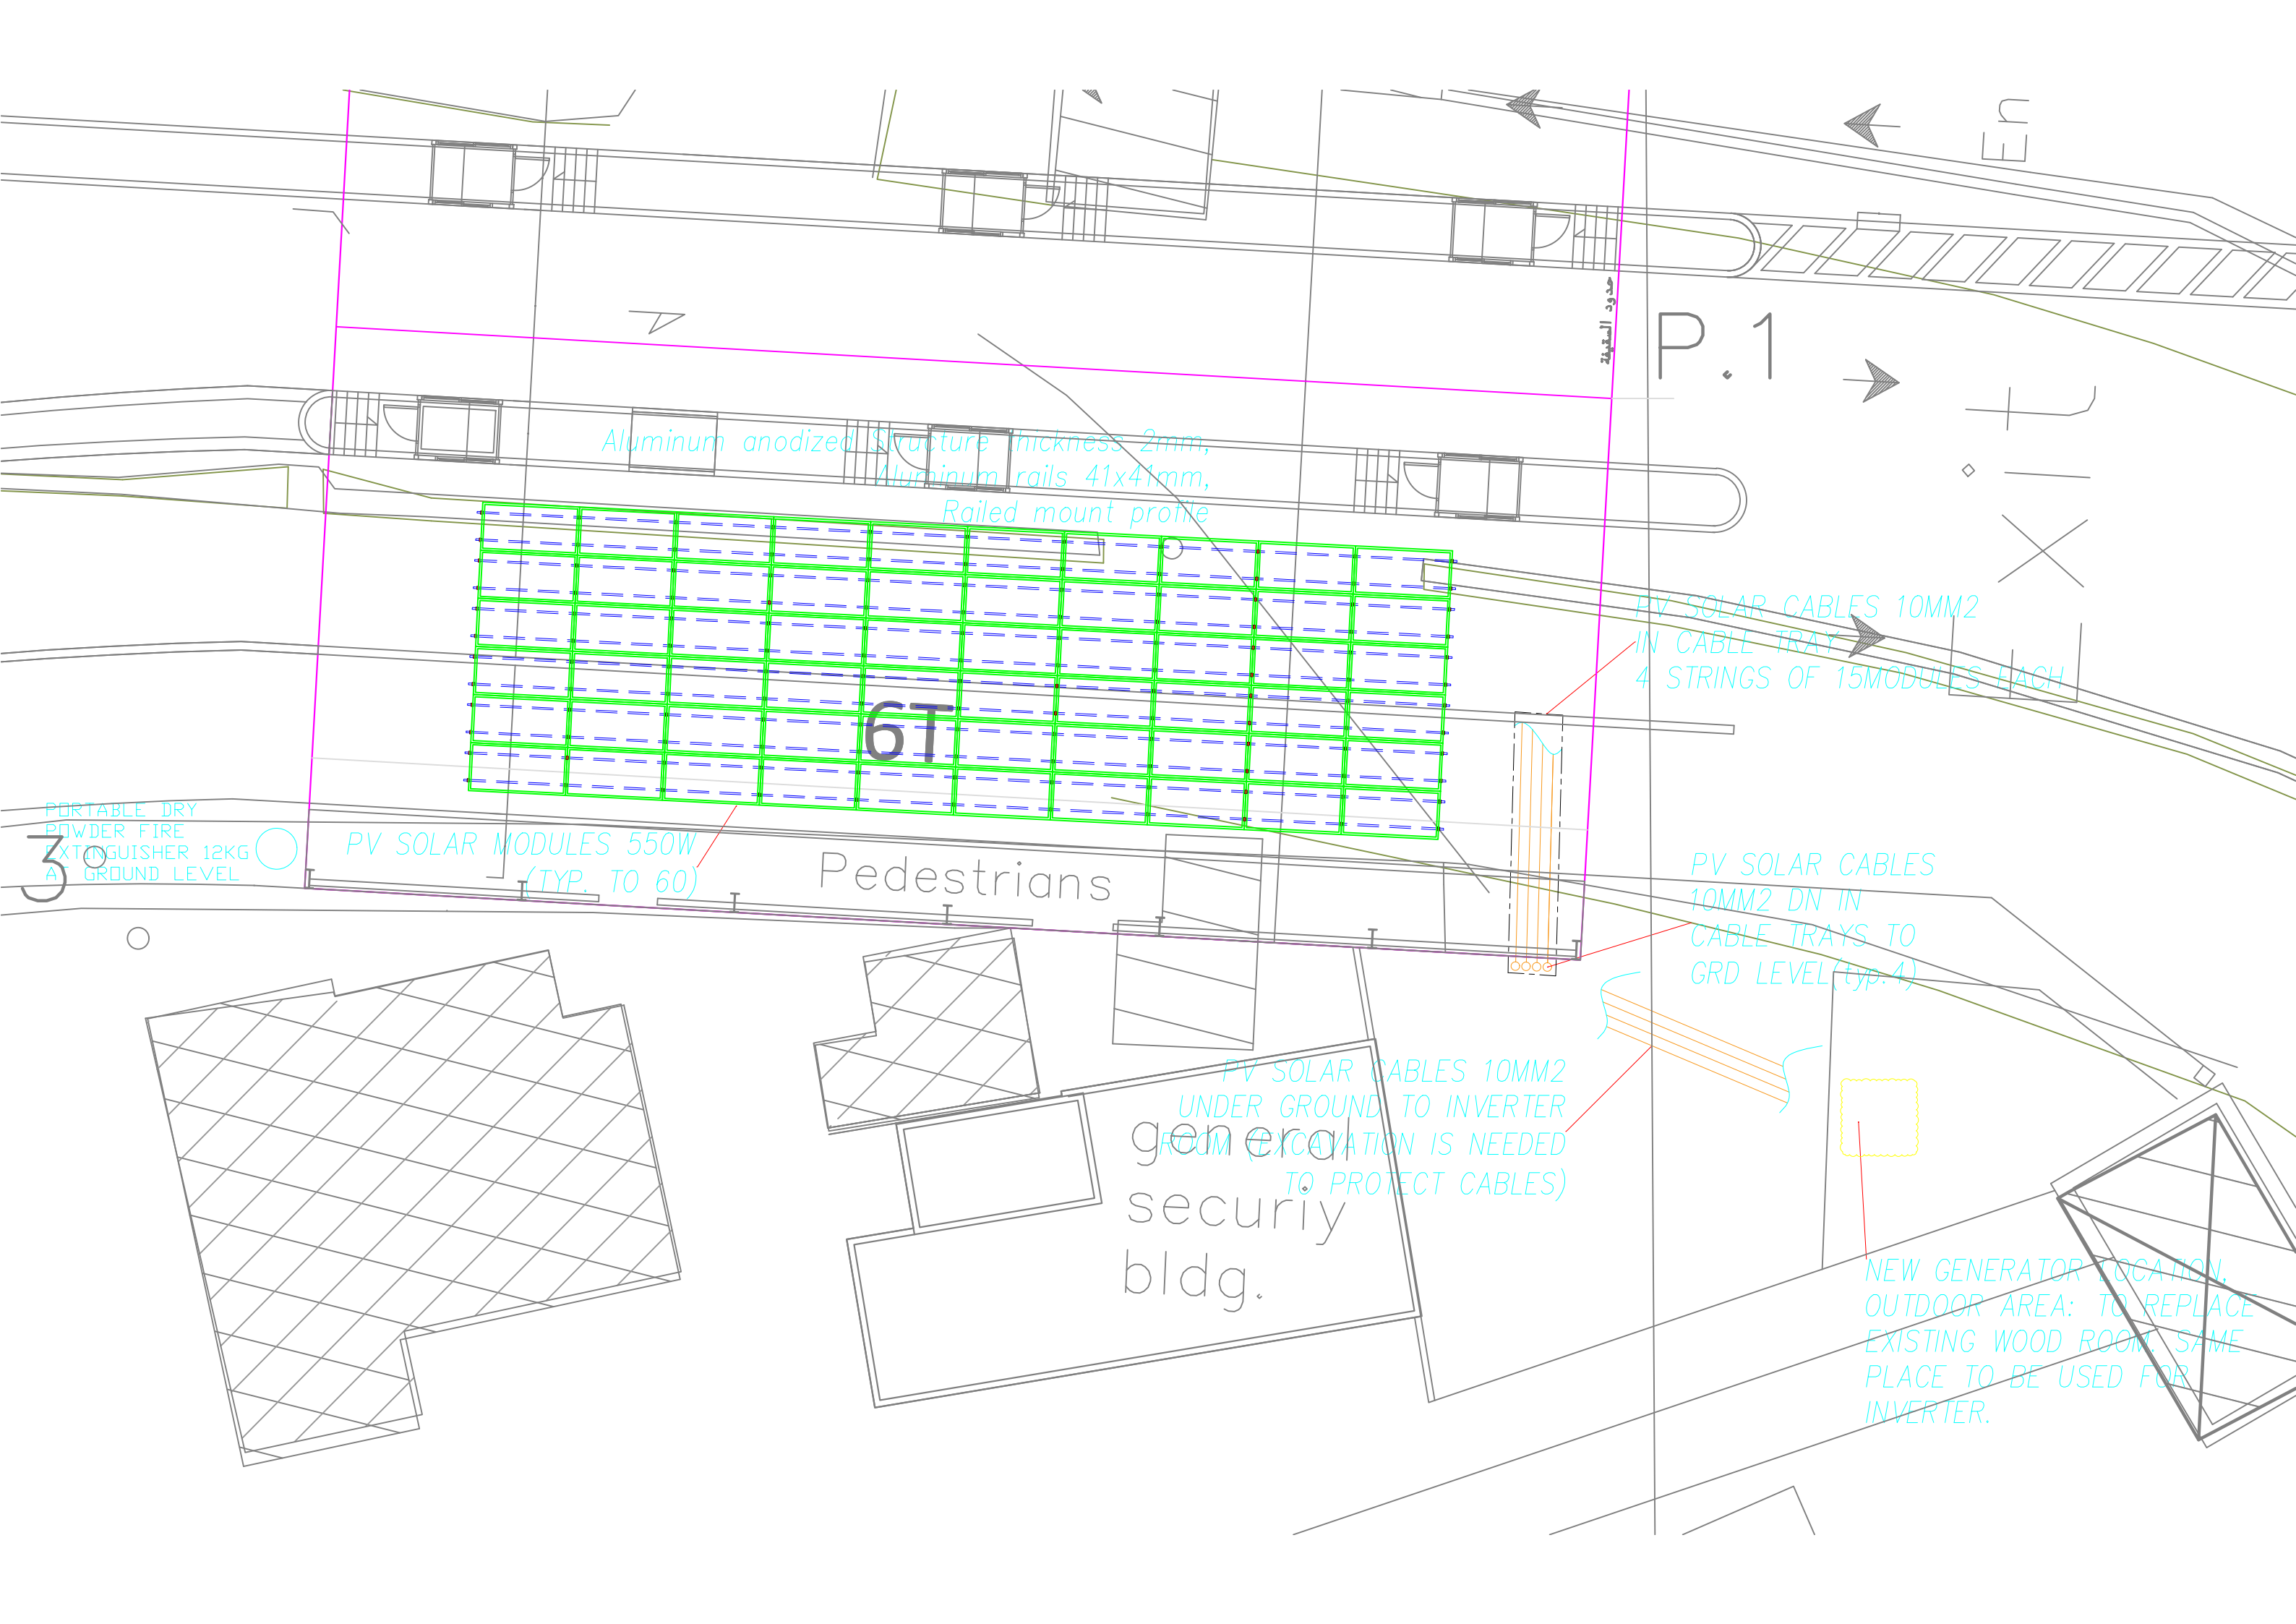 En
حدود السقيفة
P.1
EXIT
Aluminum anodized Structure thickness 2mm,
Aluminum rails 41x41mm,
Railed mount profile
PV SOLAR CABLES 10MM2
IN CABLE TRAY
4 STRINGS OF 15MODULES EACH
6T
PORTABLE DRY
POWDER FIRE
EXTINGUISHER 12KG
AT GROUND LEVEL
3
PV SOLAR MODULES 550W
(TYP. TO 60)
Pedestrians
PV SOLAR CABLES
10MM2 DN IN
CABLE TRAYS TO
GRD LEVEL(typ.4)
PV SOLAR CABLES 10MM2
UNDER GROUND TO INVERTER
ROOM (EXCAVATION IS NEEDED
TO PROTECT CABLES)
general
securiy
bldg.
NEW GENERATOR LOCATION,
OUTDOOR AREA: TO REPLACE
EXISTING WOOD ROOM. SAME
PLACE TO BE USED FOR
INVERTER.